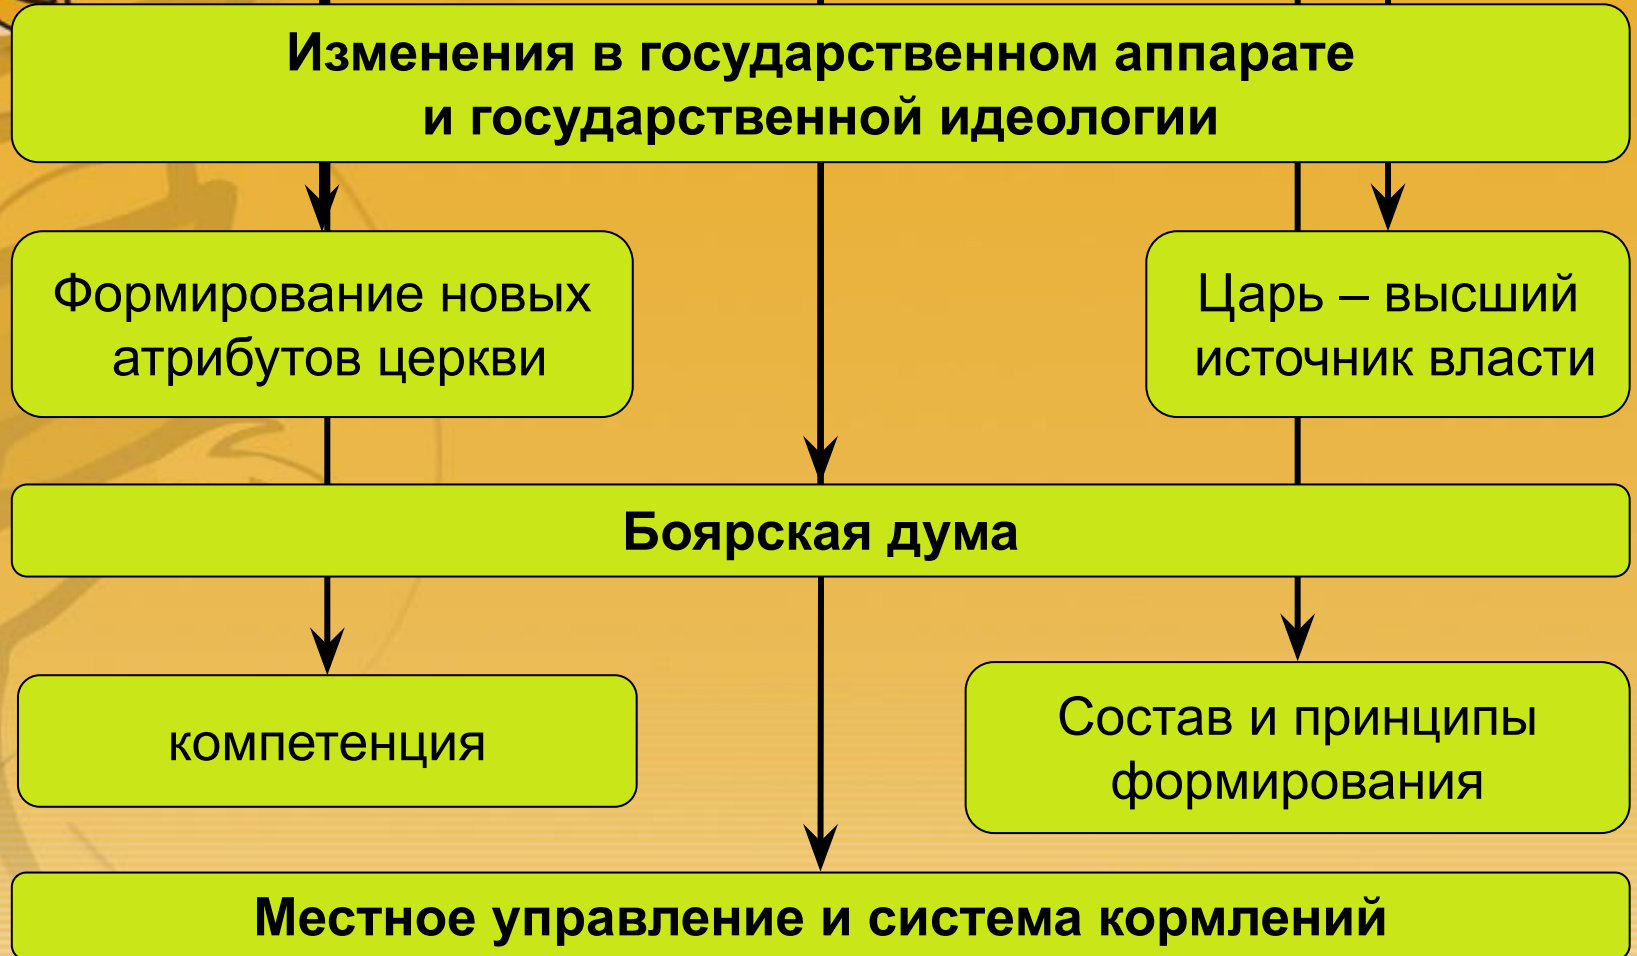 Изменения в государственном аппарате
и государственной идеологии
Формирование новых
атрибутов церкви
Царь – высший
источник власти
Боярская дума
компетенция
Состав и принципы
формирования
Местное управление и система кормлений